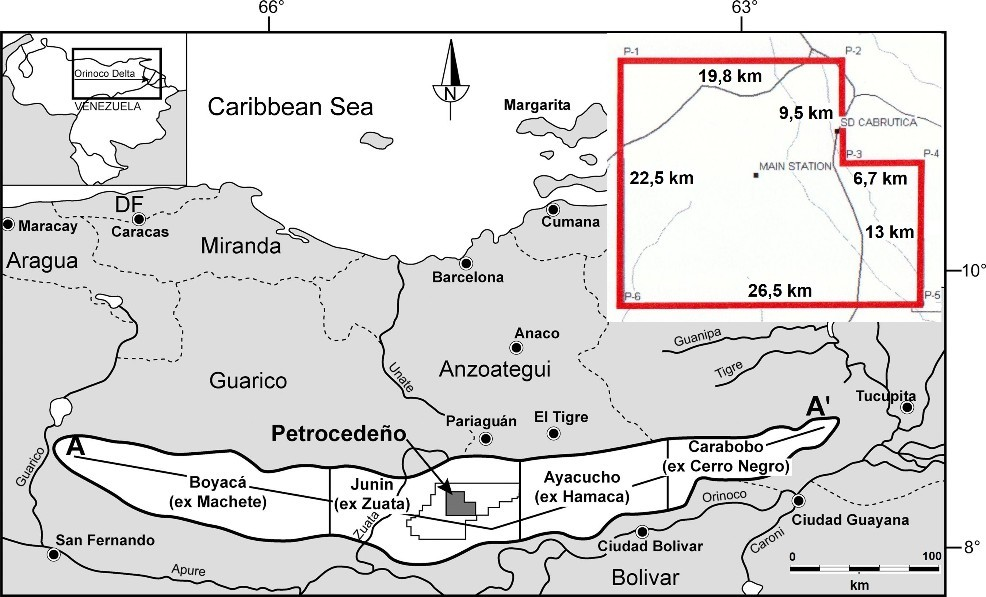 66°
63°
Orinoco Delta
VENEZUELA
Caribbean Sea
N
Margarita
P-1
P-2
19,8 km
9,5 km
SD CABRUTICA
P-3
P-4
MAIN STATION
22,5 km
6,7 km
13 km
26,5 km
P-6
P-5
DF
Maracay
Caracas
Cumana
Aragua
Miranda
Barcelona
10°
Anaco
Guanipa
Guarico
Anzoategui
Tigre
Unate
Tucupita
Pariaguán
El Tigre
A'
Petrocedeño
A
Guarico
Carabobo
(ex Cerro Negro)
Boyacá
(ex Machete)
Junin
(ex Zuata)
Ayacucho
(ex Hamaca)
Orinoco
Zuata
Ciudad Guayana
San Fernando
Ciudad Bolivar
Caroni
8°
Apure
Bolivar
0
100
km